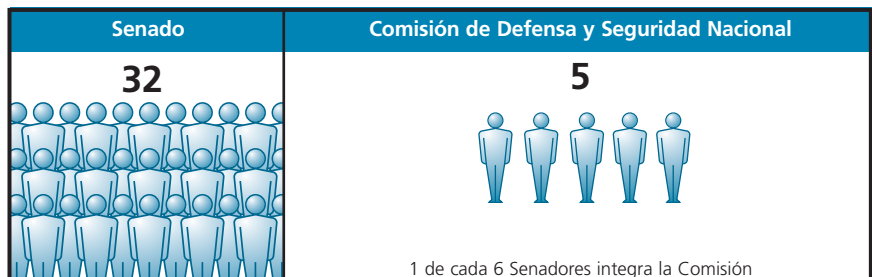 Senado
Comisión de Defensa y Seguridad Nacional
32
5
1 de cada 6 Senadores integra la Comisión